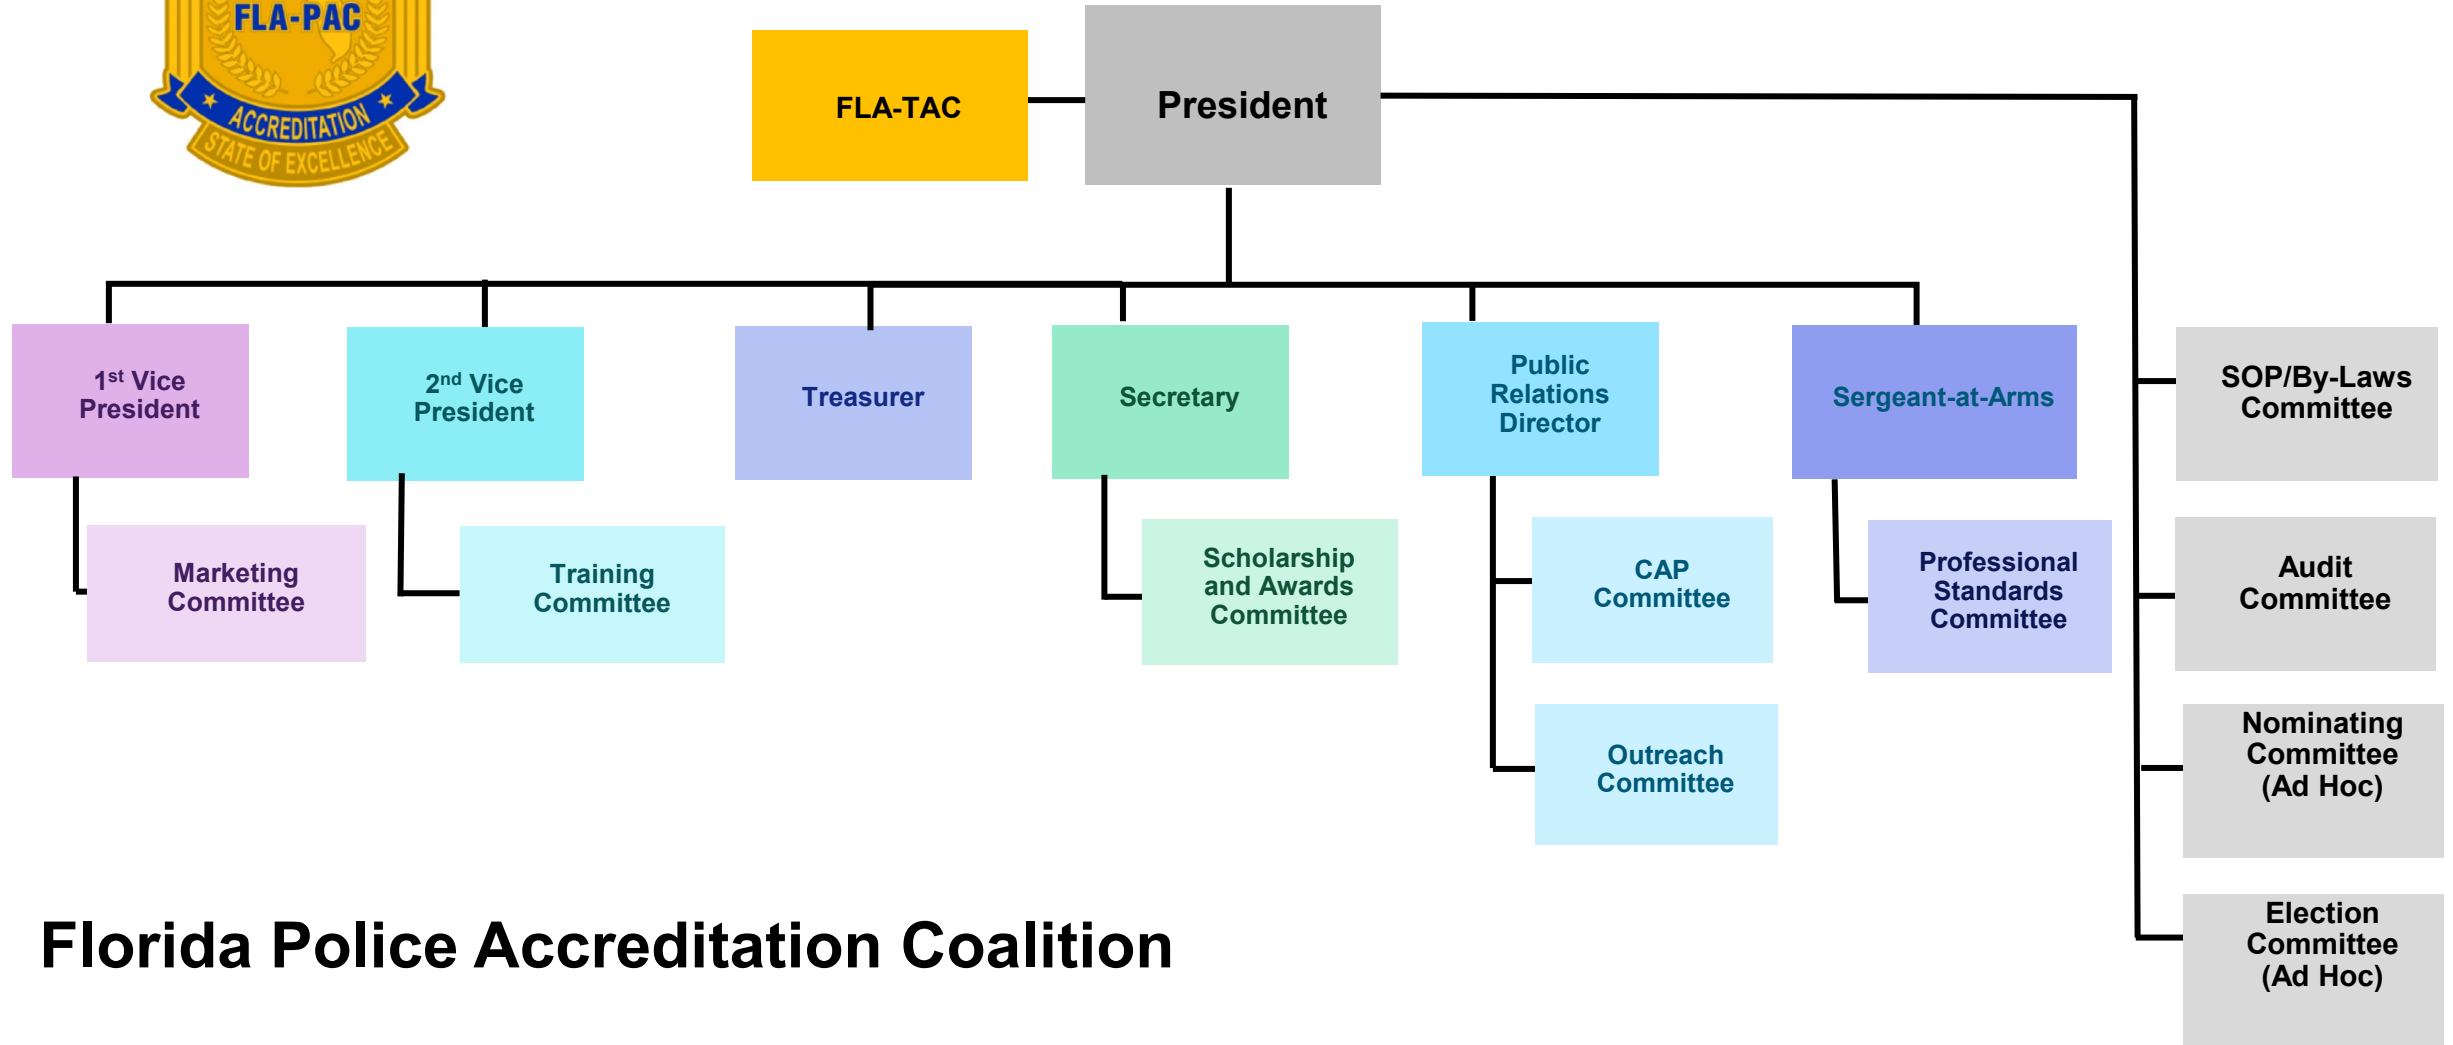 FLA-PAC
ACCREDITATION
STATE OF EXCELLENCE
FLA-TAC
President
1st Vice
President
2nd Vice
President
Treasurer
Secretary
Public
Relations
Director
Sergeant-at-Arms
SOP/By-Laws
Committee
Marketing
Committee
Training
Committee
Scholarship
and Awards
Committee
CAP
Committee
Professional
Standards
Committee
Audit
Committee
Outreach
Committee
Nominating
Committee
(Ad Hoc)
Election
Committee
(Ad Hoc)
Florida Police Accreditation Coalition